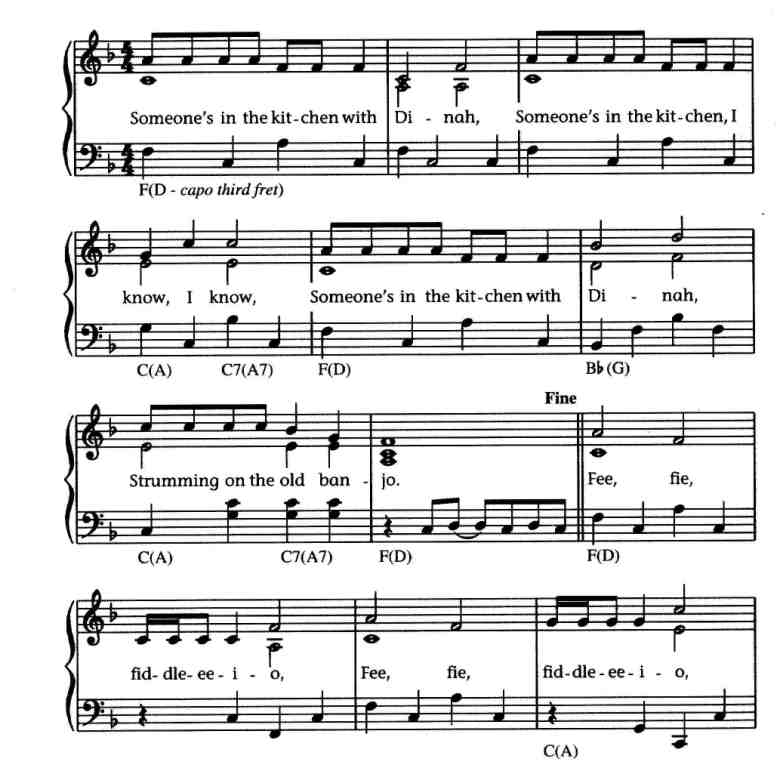 Someone's in the kit-chen with Di - nah, Someone's in the kit-chen, I
F(D - capo third fret)
know, I know, Someone's in the kit-chen with Di - nah,
C(A) C7(A7) F(D) B♭(G)
Fine
Strumming on the old ban - jo. Fee, fie,
C(A) C7(A7) F(D) F(D)
fid- dle- ee - i - o, Fee, fie, fid-dle- ee - i - o,
C(A)